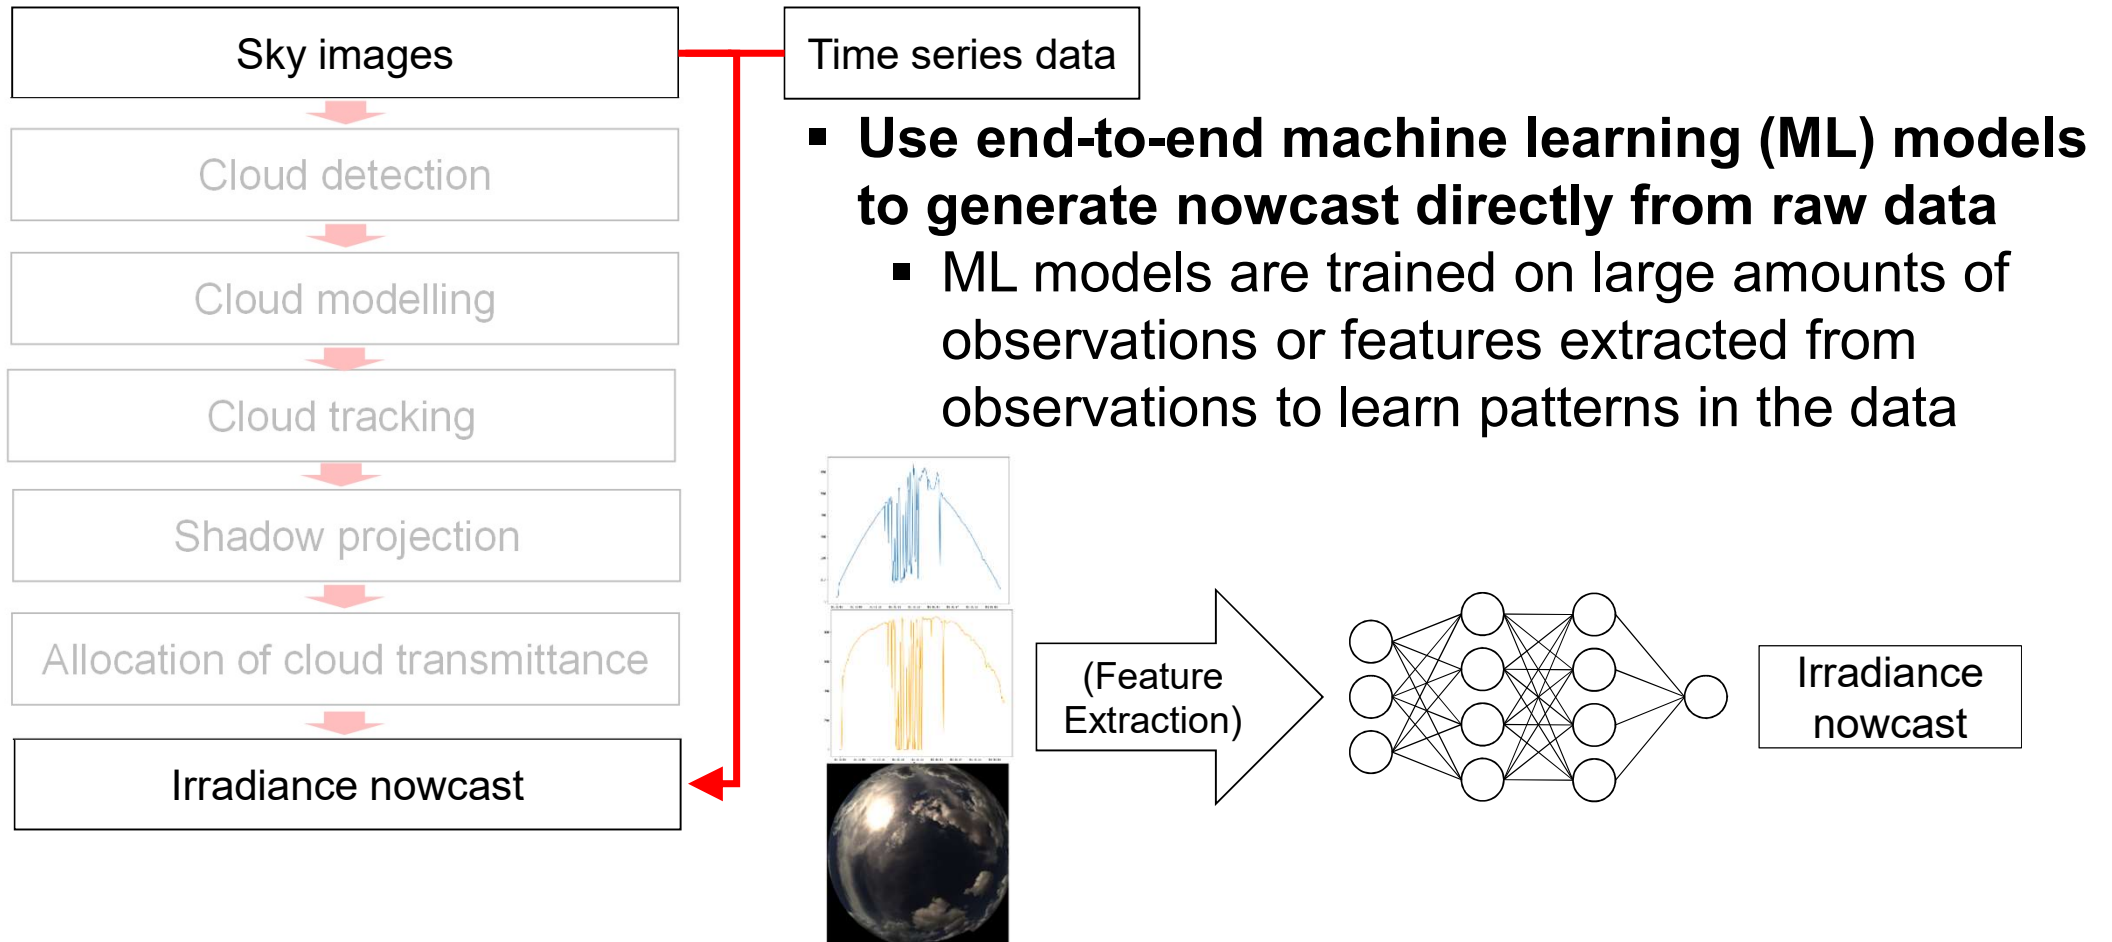 Sky images
Time series data
Cloud detection
Cloud modelling
Cloud tracking
Shadow projection
Allocation of cloud transmittance
Irradiance nowcast
▪ Use end-to-end machine learning (ML) models
to generate nowcast directly from raw data
▪ ML models are trained on large amounts of
observations or features extracted from
observations to learn patterns in the data
(Feature
Extraction)
Irradiance
nowcast